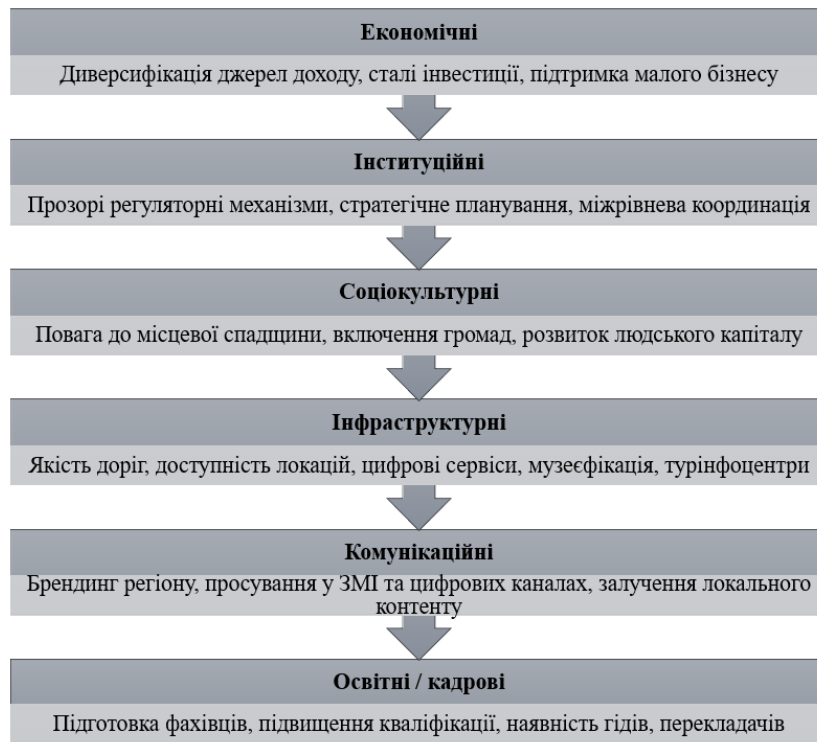 Економічні
Диверсифікація джерел доходу, сталі інвестиції, підтримка малого бізнесу
Інституційні
Прозорі регуляторні механізми, стратегічне планування, міжрівнева координація
Соціокультурні
Повага до місцевої спадщини, включення громад, розвиток людського капіталу
Інфраструктурні
Якість доріг, доступність локацій, цифрові сервіси, музеєфікація, турінфоцентри
Комунікаційні
Брендинг регіону, просування у ЗМІ та цифрових каналах, залучення локального
контенту
Освітні / кадрові
Підготовка фахівців, підвищення кваліфікації, наявність гідів, перекладачів